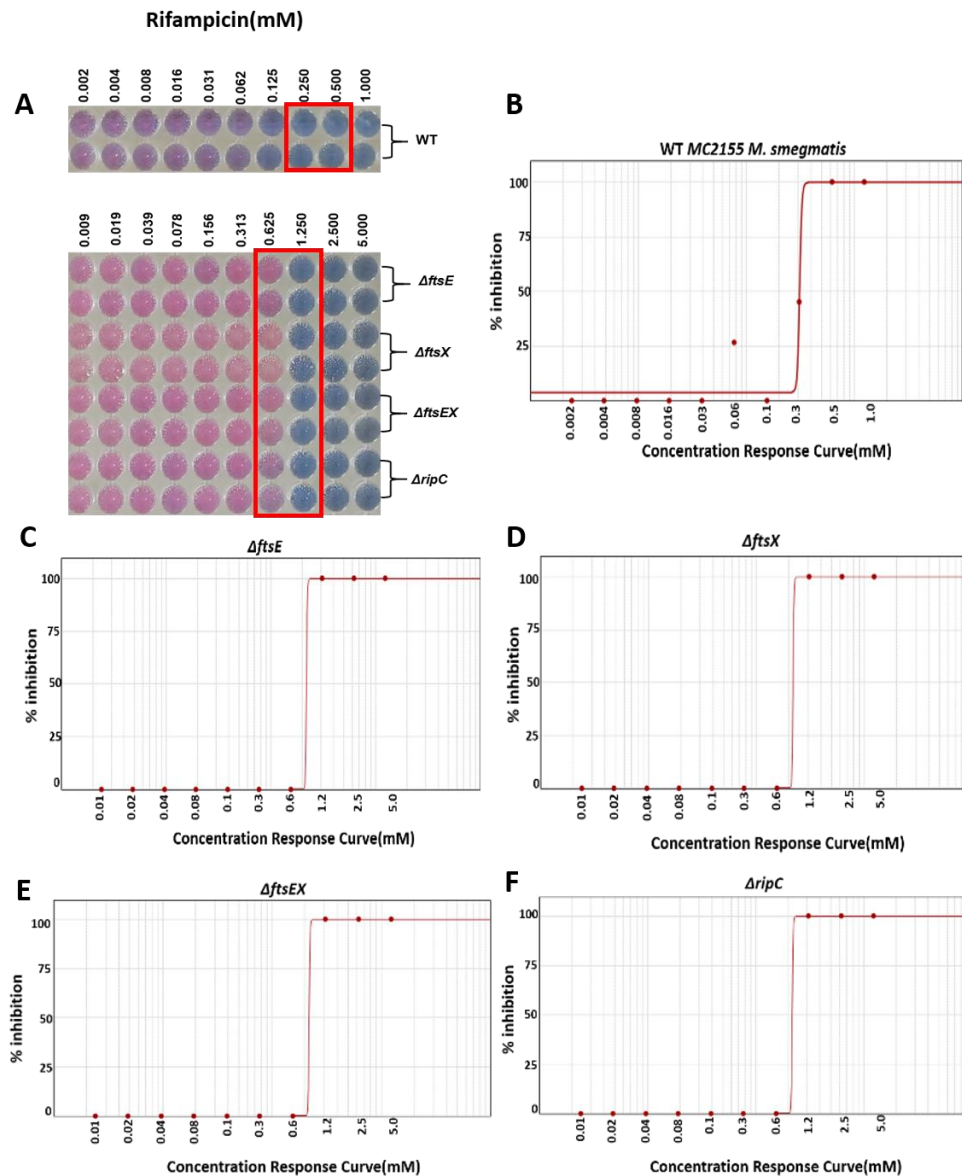 Rifampicin(mM)
A
0.002 0.004 0.008 0.016 0.031 0.062 0.125 0.250 0.500 1.000
WT
0.009 0.019 0.039 0.078 0.156 0.313 0.625 1.250 2.500 5.000
ΔftsE
ΔftsX
ΔftsEX
ΔripC
B
WT MC2155 M. smegmatis
% inhibition
100
75
50
25
0.002 0.004 0.008 0.016 0.03 0.06 0.1 0.3 0.5 1.0
Concentration Response Curve(mM)
C
ΔftsE
% inhibition
100
75
50
25
0
0.01 0.02 0.04 0.08 0.1 0.3 0.6 1.2 2.5 5.0
Concentration Response Curve(mM)
D
ΔftsX
% inhibition
100
75
50
25
0
0.01 0.02 0.04 0.08 0.1 0.3 0.6 1.2 2.5 5.0
Concentration Response Curve(mM)
E
ΔftsEX
% inhibition
100
75
50
25
0
0.01 0.02 0.04 0.08 0.1 0.3 0.6 1.2 2.5 5.0
Concentration Response Curve(mM)
F
ΔripC
% inhibition
100
75
50
25
0
0.01 0.02 0.04 0.08 0.1 0.3 0.6 1.2 2.5 5.0
Concentration Response Curve(mM)